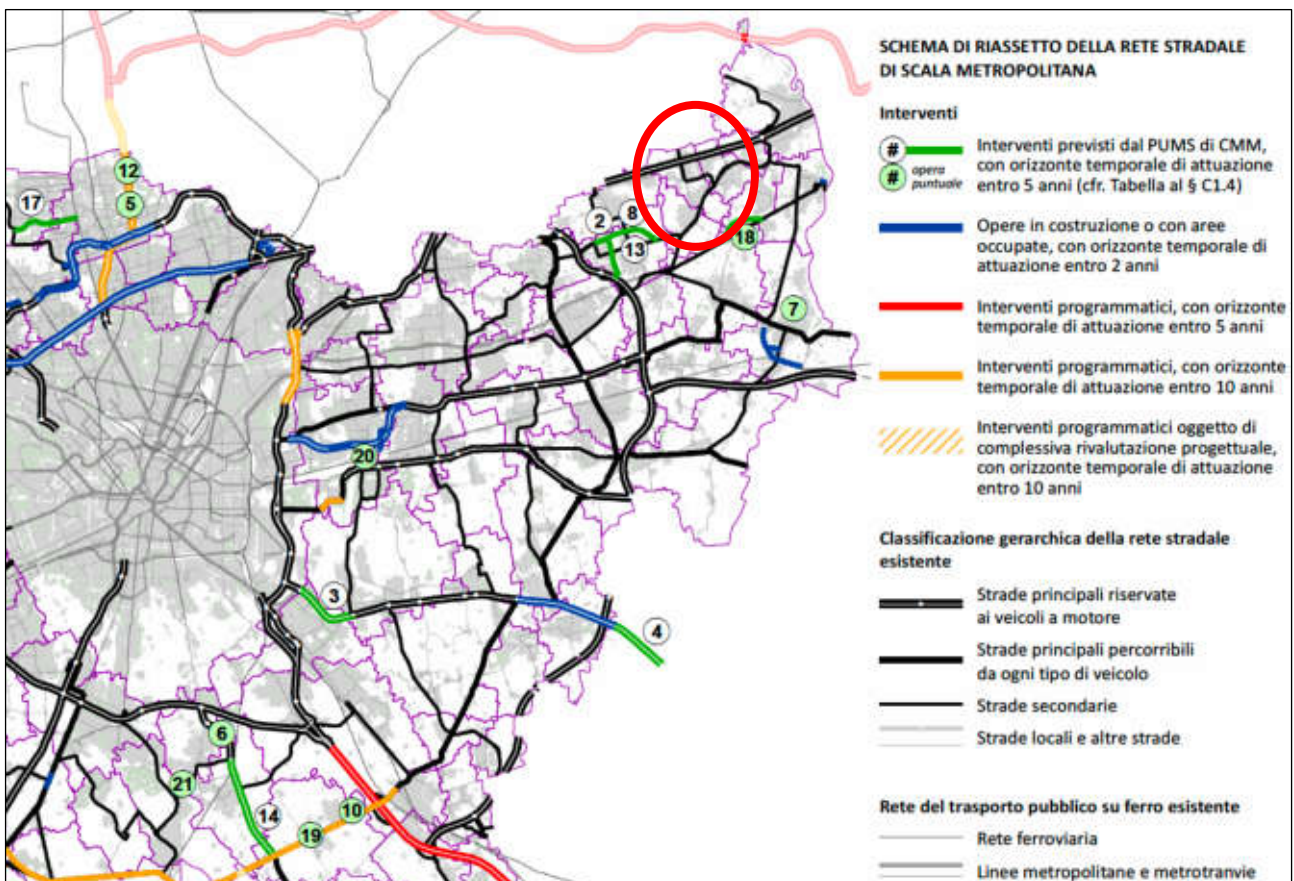 SCHEMA DI RIASSETTO DELLA RETE STRADALE
DI SCALA METROPOLITANA
Interventi
#
# opera
puntuale
Interventi previsti dal PUMS di CMM,
con orizzonte temporale di attuazione
entro 5 anni (cfr. Tabella al § C1.4)
Opere in costruzione o con aree
occupate, con orizzonte temporale di
attuazione entro 2 anni
Interventi programmatici, con orizzonte
temporale di attuazione entro 5 anni
Interventi programmatici, con orizzonte
temporale di attuazione entro 10 anni
Interventi programmatici oggetto di
complessiva rivalutazione progettuale,
con orizzonte temporale di attuazione
entro 10 anni
Classificazione gerarchica della rete stradale
esistente
Strade principali riservate
ai veicoli a motore
Strade principali percorribili
da ogni tipo di veicolo
Strade secondarie
Strade locali e altre strade
Rete del trasporto pubblico su ferro esistente
Rete ferroviaria
Linee metropolitane e metrotranvie
12
17
5
2
8
13
18
7
20
3
4
6
21
14
10
19